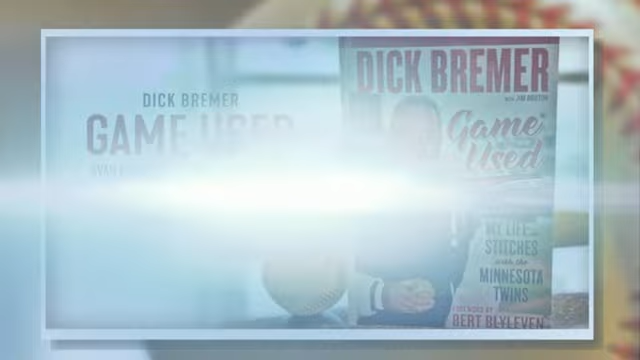 DICK BREMER
GAME USED
DICK BREMER
with JIM BRUTON
Game
Used
MY LIFE IN
STITCHES
with the
MINNESOTA
TWINS
FOREWORD BY
BERT BLYLEVEN